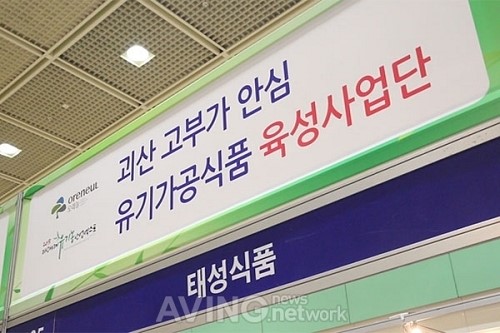 괴산 고부가 안심
유기가공식품 육성사업단
oreneul
태성식품
AVING news
.network